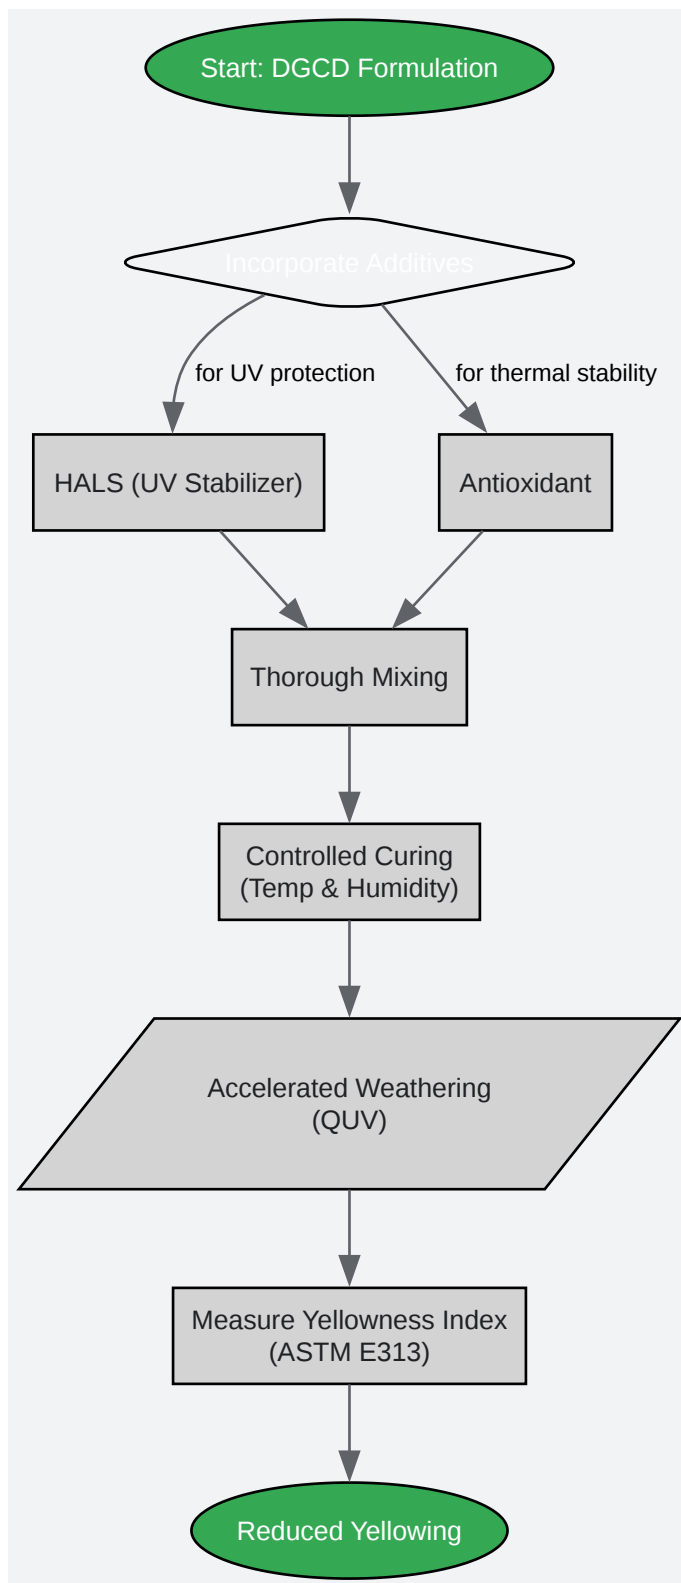 Start: DGCD Formulation
Incorporate Additives
for UV protection
for thermal stability
HALS (UV Stabilizer)
Antioxidant
Thorough Mixing
Controlled Curing
(Temp & Humidity)
Accelerated Weathering
(QUV)
Measure Yellowness Index
(ASTM E313)
Reduced Yellowing